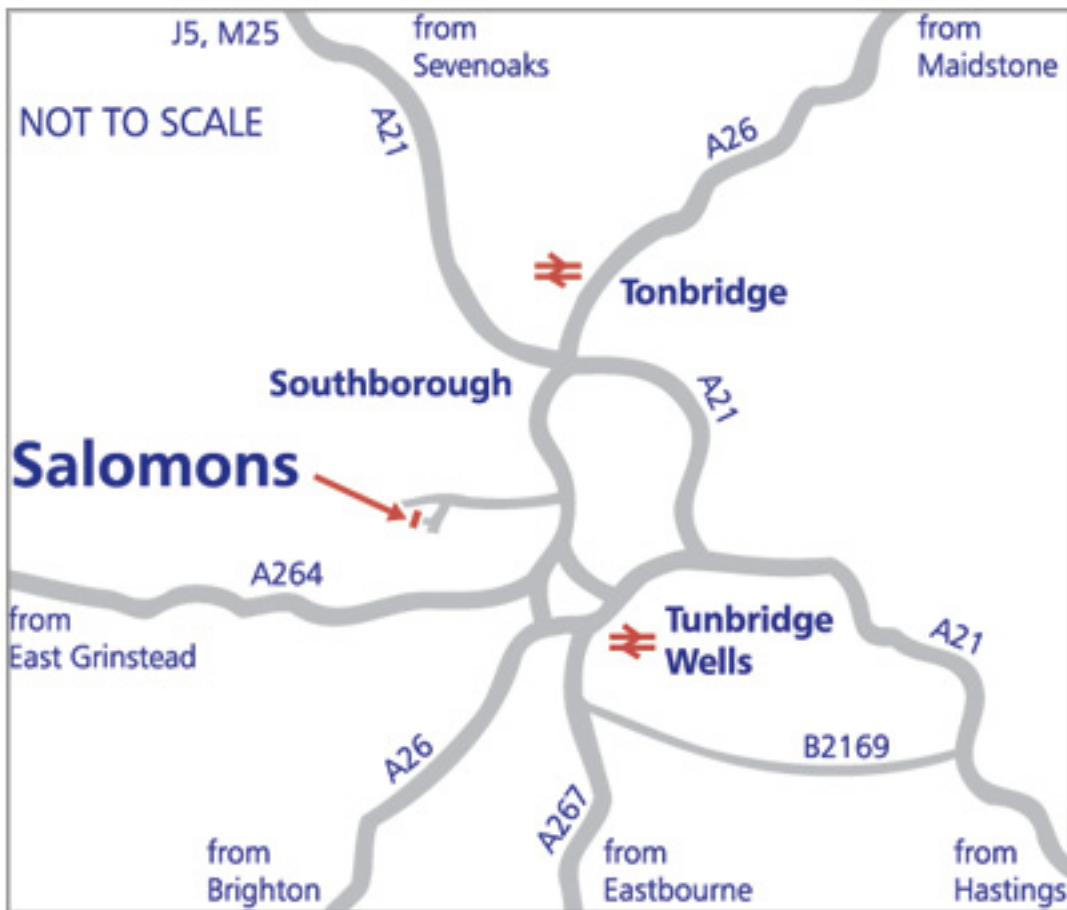 J5, M25
from
Sevenoaks
from
Maidstone
NOT TO SCALE
A21
A26
Tonbridge
Southborough
A21
Salomons
A264
from
East Grinstead
Tunbridge
Wells
A21
A26
B2169
A267
from
Brighton
from
Eastbourne
from
Hastings